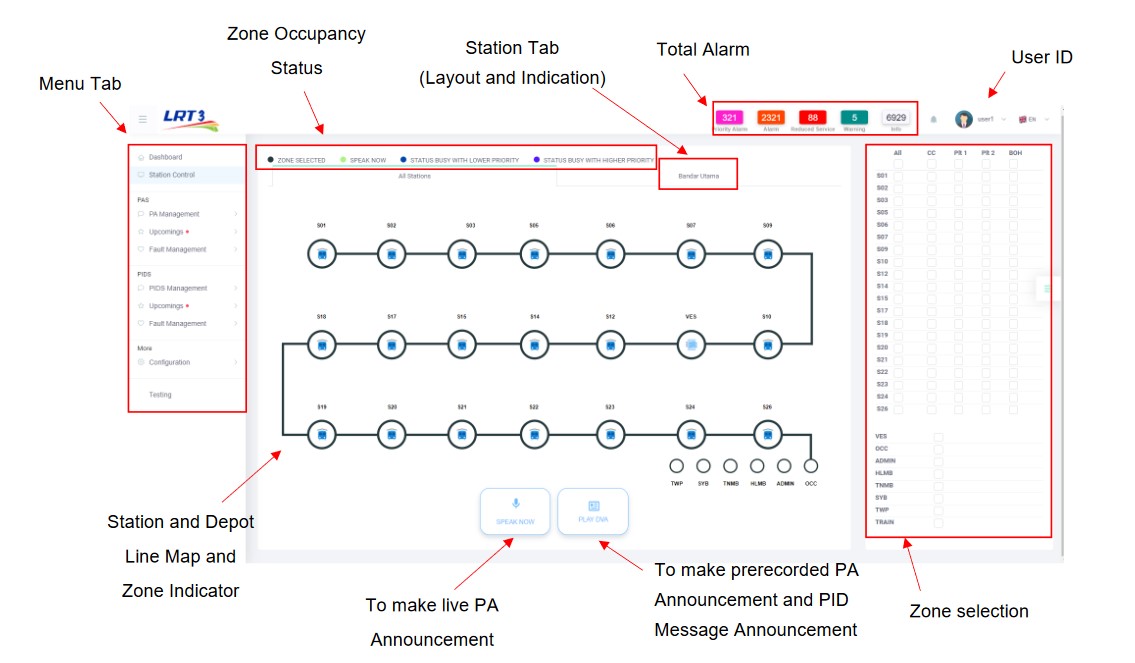 Zone Occupancy
Status
Station Tab
(Layout and Indication)
Total Alarm
User ID
Menu Tab
LRT3
321
2321
88
5
6929
Priority Alarm
Alarm
Reduced Service
Warning
Info
user1
EN
Dashboard
Station Control
PAS
PA Management
Upcomings
Fault Management
PIDS
PIDS Management
Upcomings
Fault Management
More
Configuration
Testing
ZONE SELECTED
SPEAK NOW
STATUS BUSY WITH LOWER PRIORITY
STATUS BUSY WITH HIGHER PRIORITY
All Stations
Bandar Utama
S01 S02 S03 S05 S06 S07 S09
S18 S17 S15 S14 S12 VES S10
S19 S20 S21 S22 S23 S24 S26
TWP SYB TNMB HLMB ADMIN OCC
SPEAK NOW
PLAY DVA
All CC PR 1 PR 2 BOH
S01
S02
S03
S05
S06
S07
S09
S10
S12
S14
S15
S17
S18
S19
S20
S21
S22
S23
S24
S26
VES
OCC
ADMIN
HLMB
TNMB
SYB
TWP
TRAIN
Station and Depot
Line Map and
Zone Indicator
To make live PA
Announcement
To make prerecorded PA
Announcement and PID
Message Announcement
Zone selection